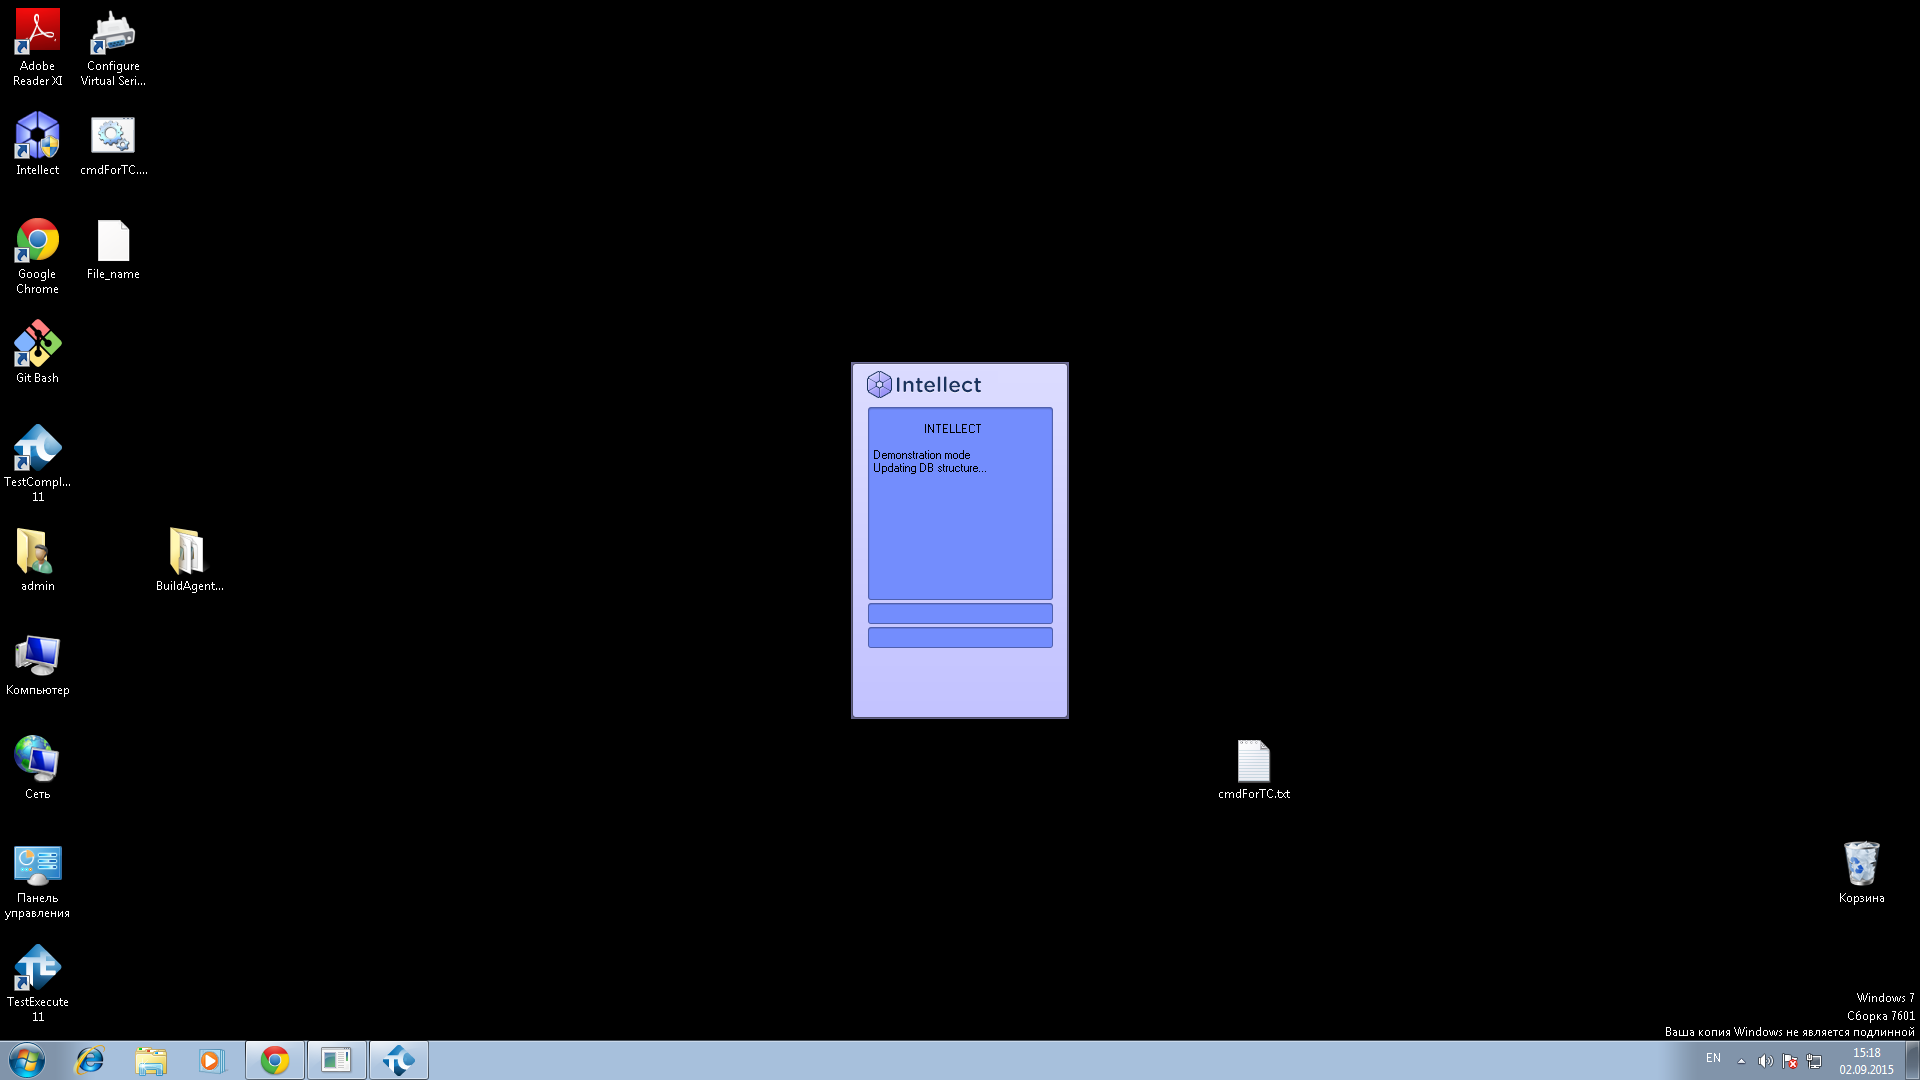 Adobe
Reader XI
Configure
Virtual Seri...
Intellect
cmdForTC....
Google
Chrome
File_name
Git Bash
TestCompl...
11
admin
BuildAgent...
Компьютер
Сеть
Панель
управления
TestExecute
11
Intellect
INTELLECT
Demonstration mode
Updating DB structure...
cmdForTC.txt
Корзина
Windows 7
Сборка 7601
Ваша копия Windows не является подлинной
EN
15:18
02.09.2015